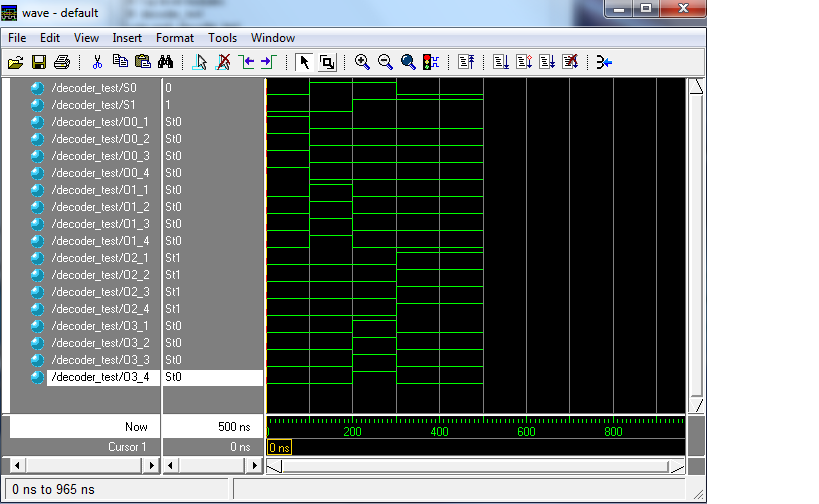 wave - default
File Edit View Insert Format Tools Window
/decoder_test/S0 0
/decoder_test/S1 1
/decoder_test/O0_1 St0
/decoder_test/O0_2 St0
/decoder_test/O0_3 St0
/decoder_test/O0_4 St0
/decoder_test/O1_1 St0
/decoder_test/O1_2 St0
/decoder_test/O1_3 St0
/decoder_test/O1_4 St0
/decoder_test/O2_1 St1
/decoder_test/O2_2 St1
/decoder_test/O2_3 St1
/decoder_test/O2_4 St1
/decoder_test/O3_1 St0
/decoder_test/O3_2 St0
/decoder_test/O3_3 St0
/decoder_test/O3_4 St0
Now 500 ns 0 200 400 600 800
Cursor 1 0 ns 0 ns
0 ns to 965 ns